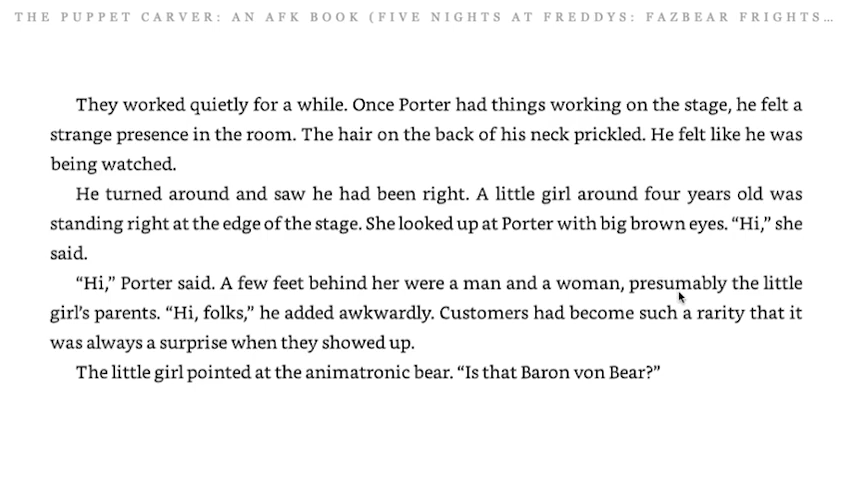 THE PUPPET CARVER: AN AFK BOOK (FIVE NIGHTS AT FREDDYS: FAZBEAR FRIGHTS…
They worked quietly for a while. Once Porter had things working on the stage, he felt a
strange presence in the room. The hair on the back of his neck prickled. He felt like he was
being watched.
He turned around and saw he had been right. A little girl around four years old was
standing right at the edge of the stage. She looked up at Porter with big brown eyes. “Hi,” she
said.
“Hi,” Porter said. A few feet behind her were a man and a woman, presumably the little
girl’s parents. “Hi, folks,” he added awkwardly. Customers had become such a rarity that it
was always a surprise when they showed up.
The little girl pointed at the animatronic bear. “Is that Baron von Bear?”